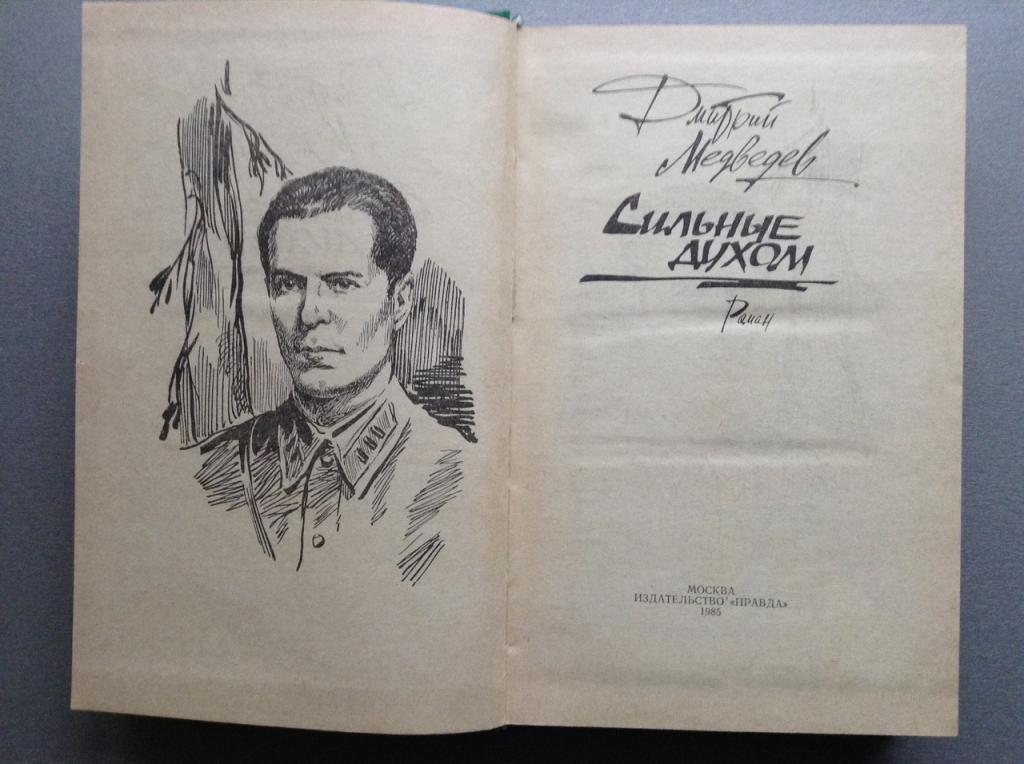 Дмитрий
Медведев
Сильные
духом
Роман
МОСКВА
ИЗДАТЕЛЬСТВО «ПРАВДА»
1985